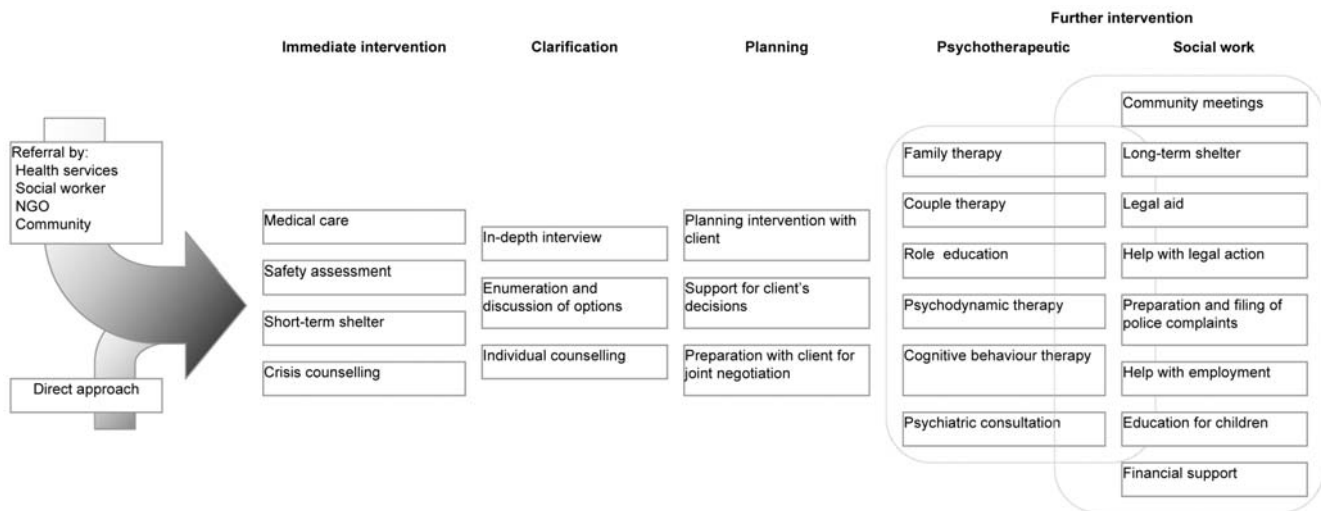 Further intervention
Immediate intervention
Clarification
Planning
Psychotherapeutic
Social work
Referral by:
Health services
Social worker
NGO
Community
Direct approach
Medical care
Safety assessment
Short-term shelter
Crisis counselling
In-depth interview
Enumeration and
discussion of options
Individual counselling
Planning intervention with
client
Support for client's
decisions
Preparation with client for
joint negotiation
Family therapy
Couple therapy
Role education
Psychodynamic therapy
Cognitive behaviour therapy
Psychiatric consultation
Community meetings
Long-term shelter
Legal aid
Help with legal action
Preparation and filing of
police complaints
Help with employment
Education for children
Financial support